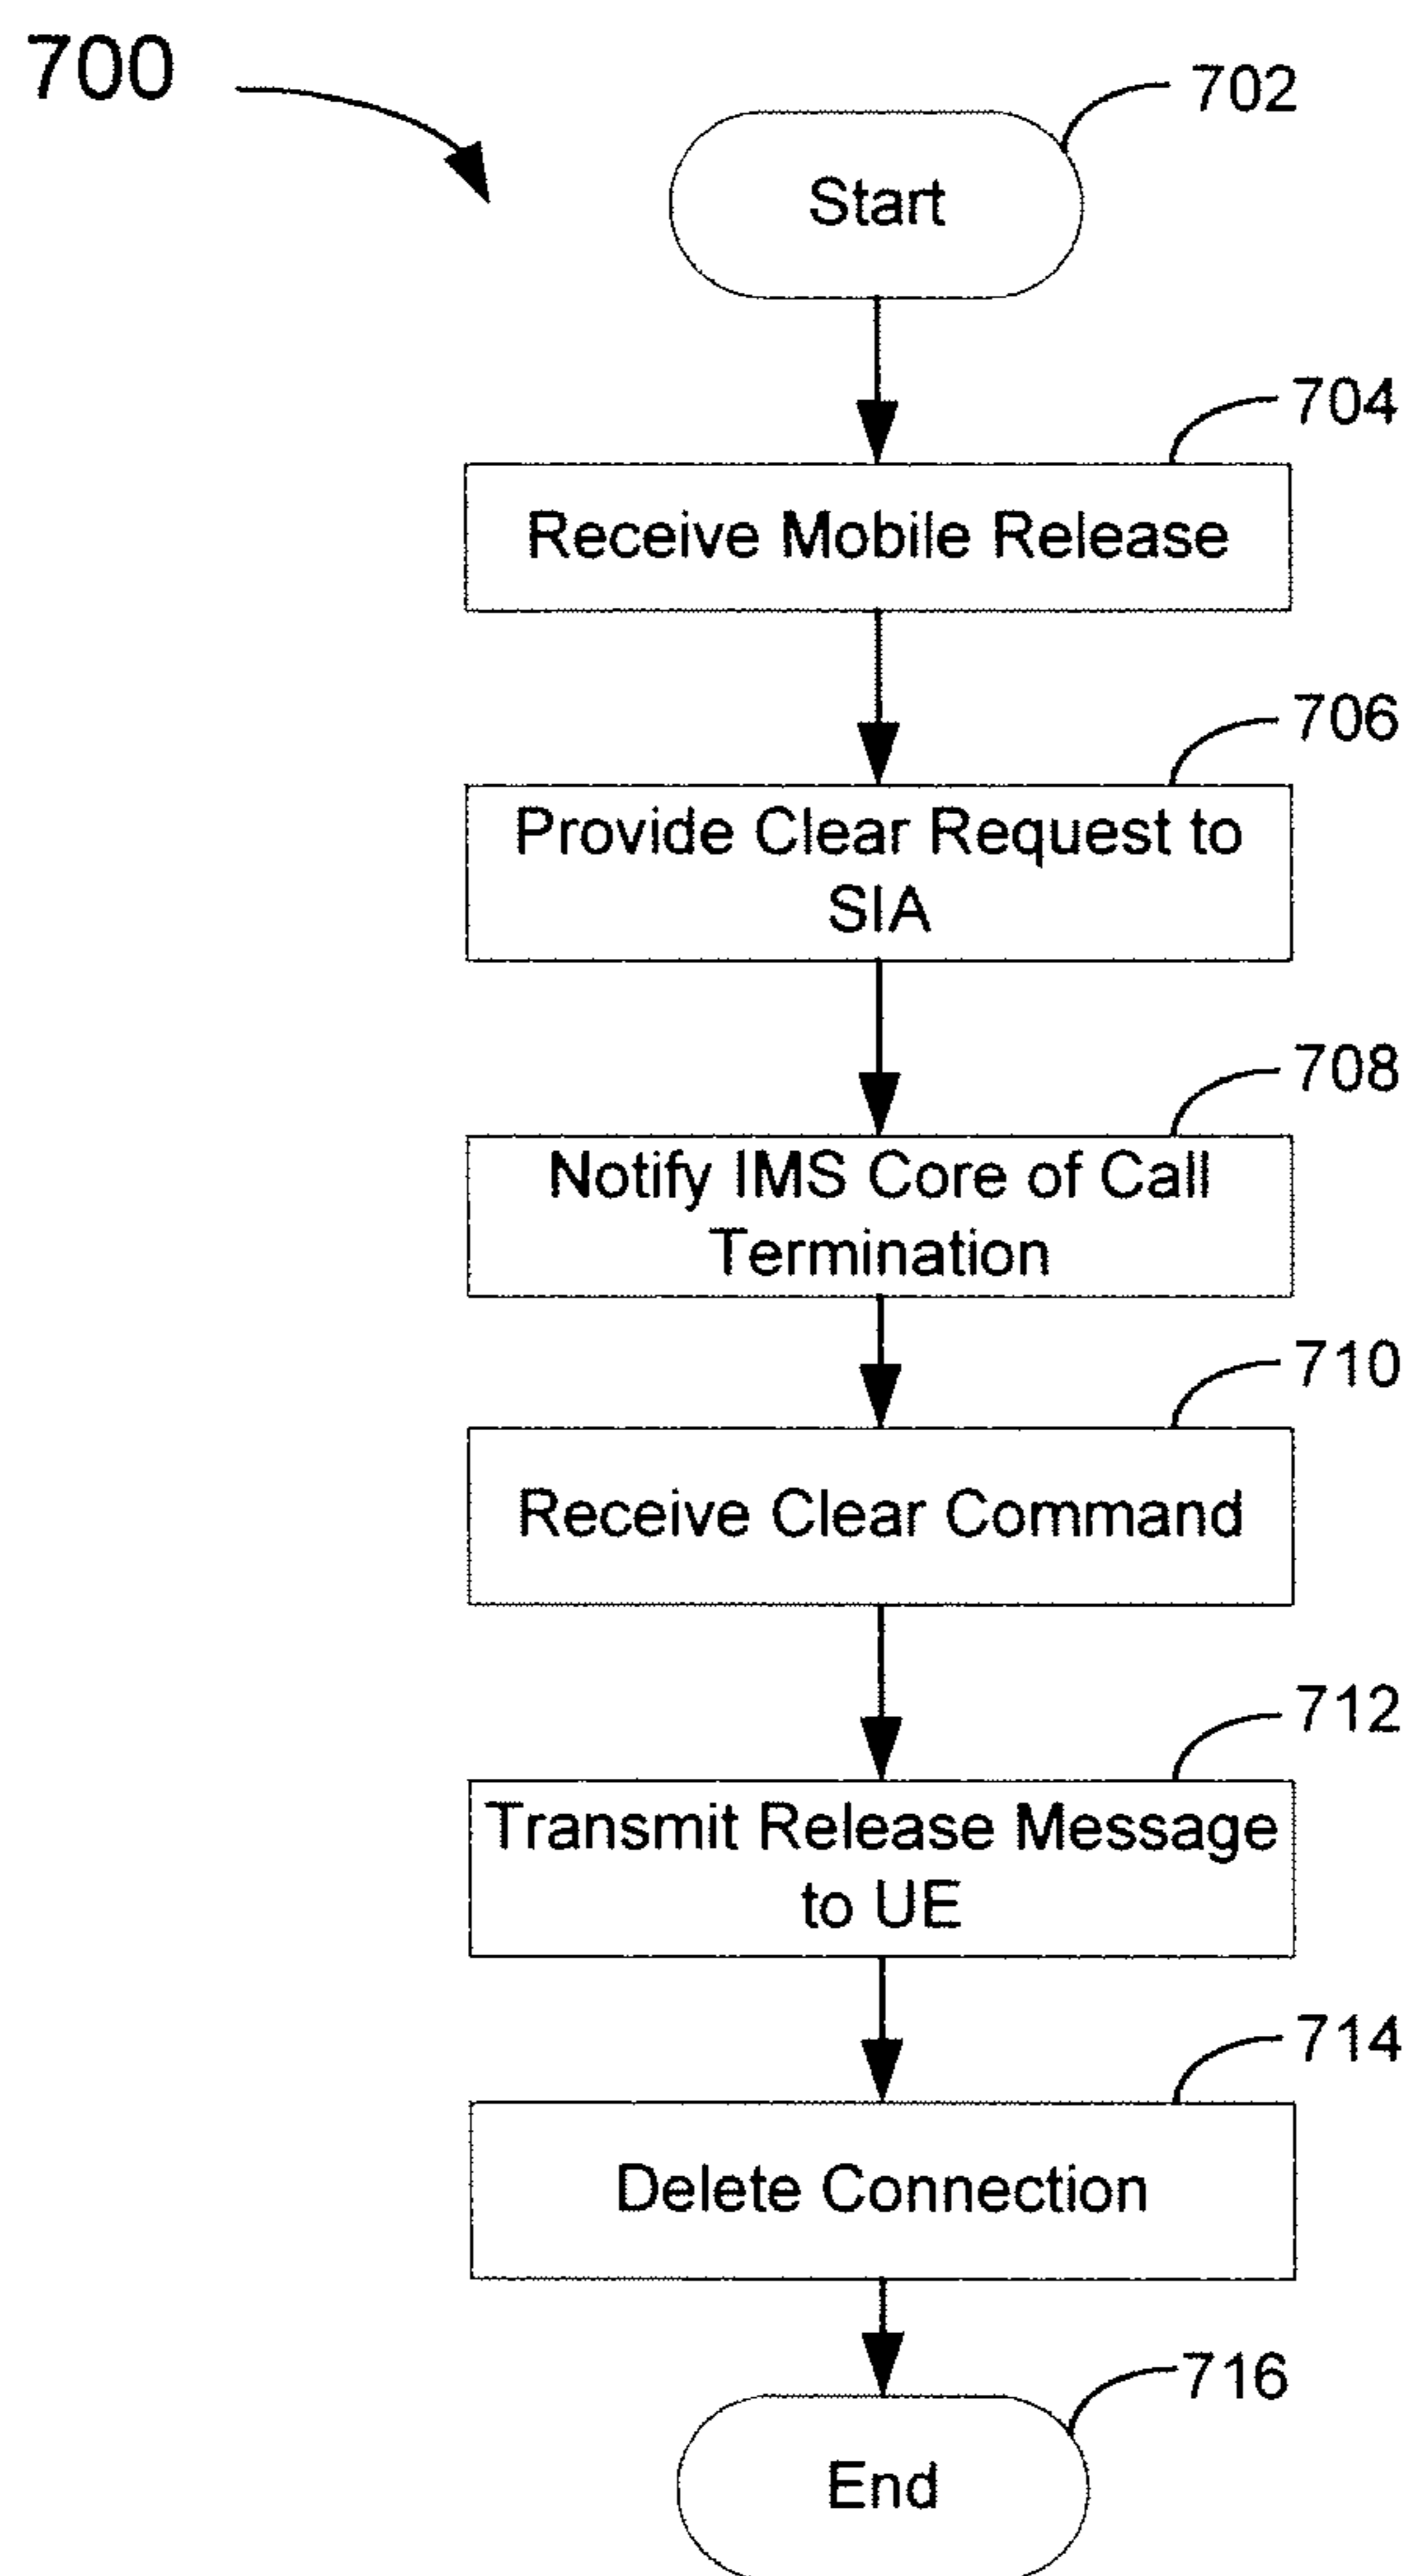 700
702
Start
704
Receive Mobile Release
706
Provide Clear Request to
SIA
708
Notify IMS Core of Call
Termination
710
Receive Clear Command
712
Transmit Release Message
to UE
714
Delete Connection
716
End